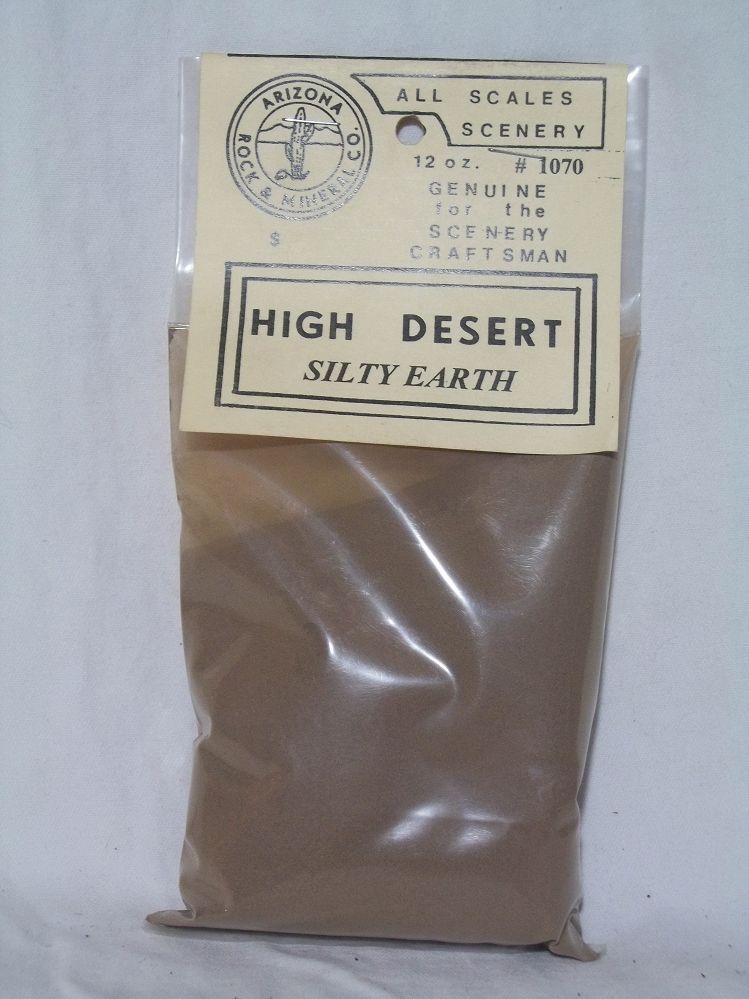 ARIZONA
ROCK & MINERAL CO.
ALL SCALES
SCENERY
12 oz. # 1070
GENUINE
for the
SCENERY
CRAFTSMAN
$
HIGH DESERT
SILTY EARTH